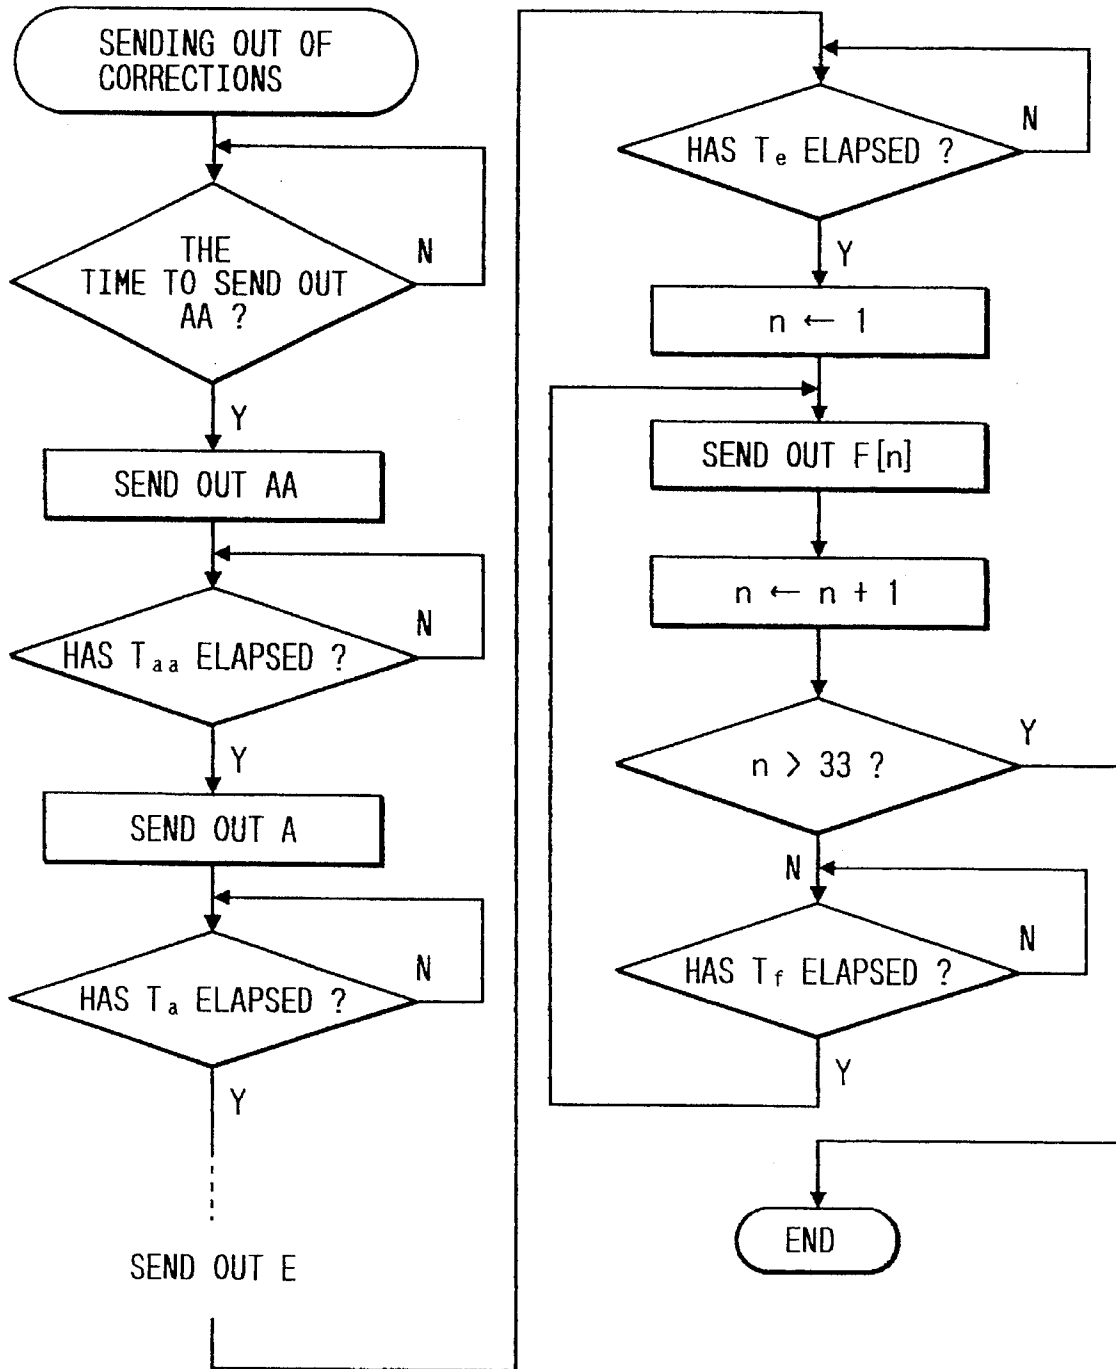 SENDING OUT OF
CORRECTIONS
THE
TIME TO SEND OUT
AA ?
N
Y
SEND OUT AA
HAS Taa ELAPSED ?
N
Y
SEND OUT A
HAS Ta ELAPSED ?
N
Y
SEND OUT E
HAS Te ELAPSED ?
N
Y
n ← 1
SEND OUT F[n]
n ← n + 1
n > 33 ?
Y
N
HAS Tf ELAPSED ?
N
Y
END